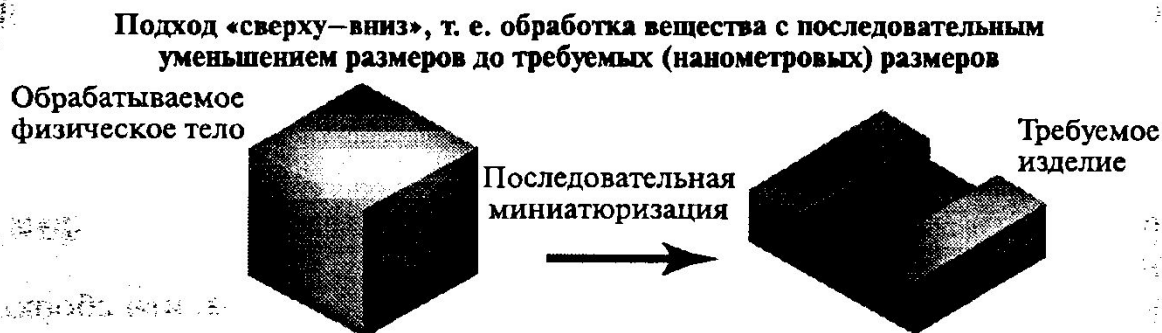 Подход «сверху—вниз», т. е. обработка вещества с последовательным
уменьшением размеров до требуемых (нанометровых) размеров
Обрабатываемое
физическое тело
Последовательная
миниатюризация
Требуемое
изделие